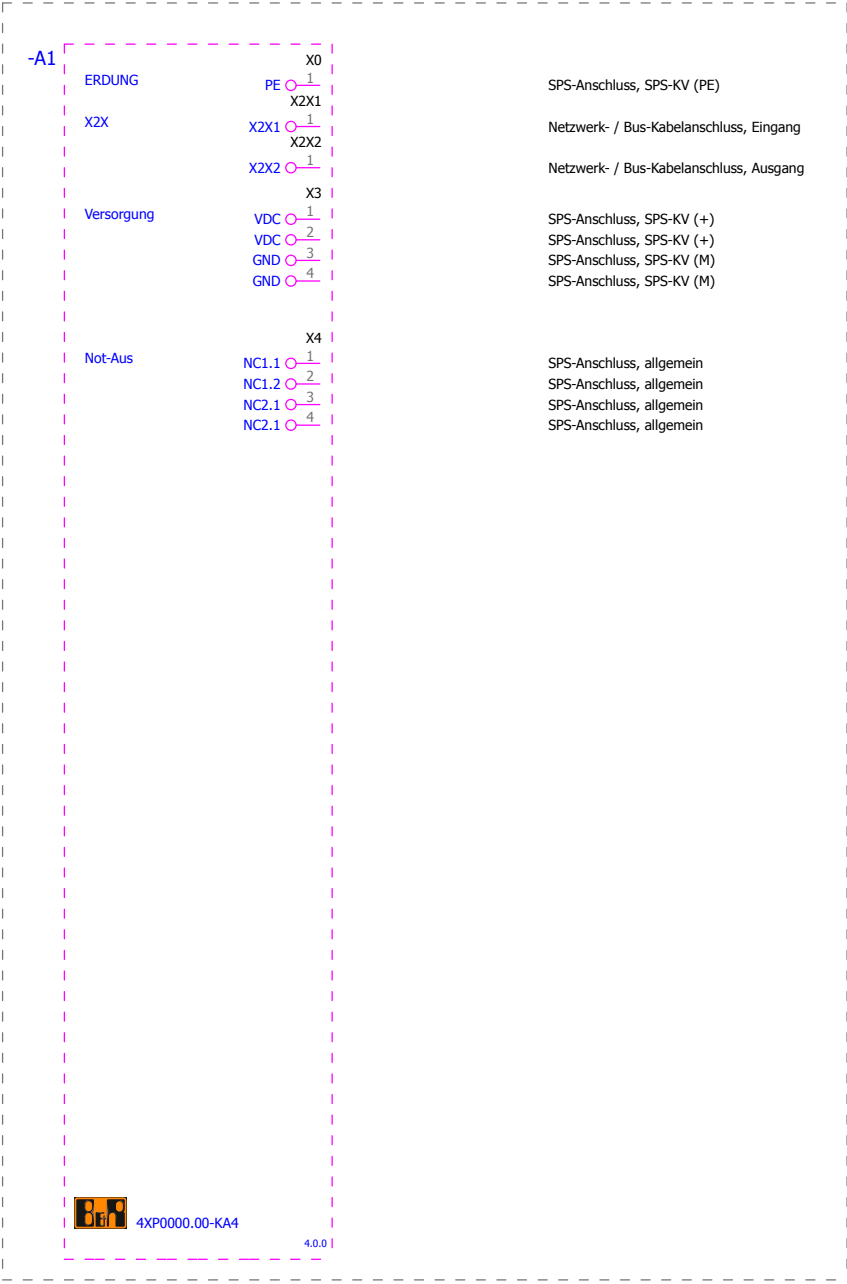 -A1
X0
ERDUNG PE 1 SPS-Anschluss, SPS-KV (PE)
X2X1
X2X X2X1 1 Netzwerk- / Bus-Kabelanschluss, Eingang
X2X2
X2X2 1 Netzwerk- / Bus-Kabelanschluss, Ausgang
X3
Versorgung VDC 1 SPS-Anschluss, SPS-KV (+)
VDC 2 SPS-Anschluss, SPS-KV (+)
GND 3 SPS-Anschluss, SPS-KV (M)
GND 4 SPS-Anschluss, SPS-KV (M)
X4
Not-Aus NC1.1 1 SPS-Anschluss, allgemein
NC1.2 2 SPS-Anschluss, allgemein
NC2.1 3 SPS-Anschluss, allgemein
NC2.1 4 SPS-Anschluss, allgemein
B&R 4XP0000.00-KA4
4.0.0